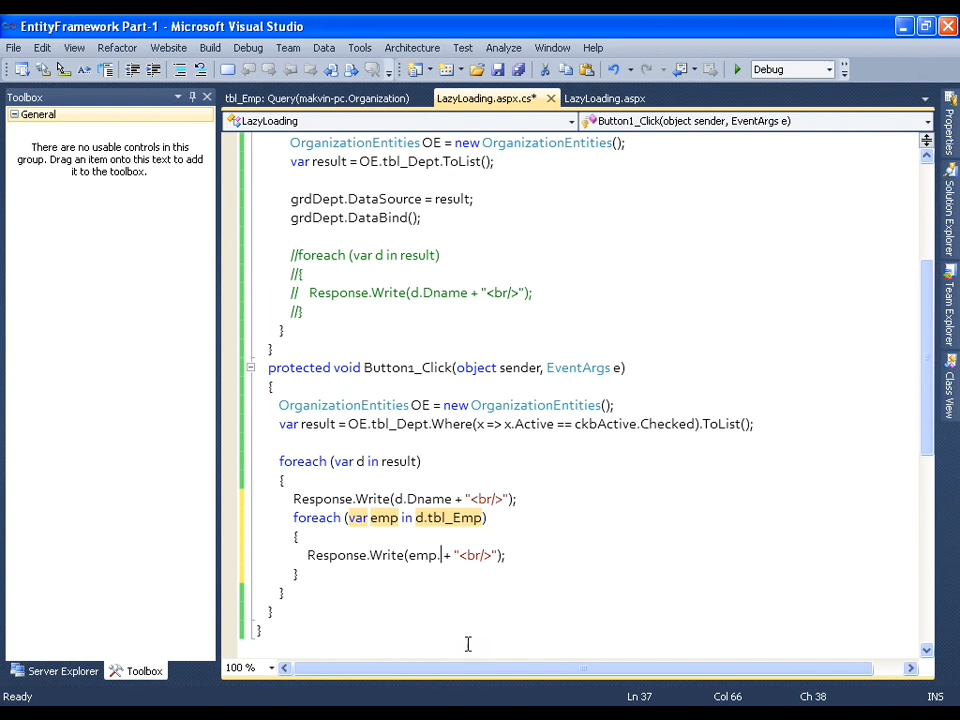 EntityFramework Part-1 - Microsoft Visual Studio
File Edit View Refactor Website Build Debug Team Data Tools Architecture Test Analyze Window Help
Debug
Toolbox
General
There are no usable controls in this
group. Drag an item onto this text to add
it to the toolbox.
tbl_Emp: Query(makvin-pc.Organization) LazyLoading.aspx.cs* LazyLoading.aspx
LazyLoading Button1_Click(object sender, EventArgs e)
OrganizationEntities OE = new OrganizationEntities();
var result = OE.tbl_Dept.ToList();
grdDept.DataSource = result;
grdDept.DataBind();
//foreach (var d in result)
//{
//   Response.Write(d.Dname + "<br/>");
//}
}
}
protected void Button1_Click(object sender, EventArgs e)
{
OrganizationEntities OE = new OrganizationEntities();
var result = OE.tbl_Dept.Where(x => x.Active == ckbActive.Checked).ToList();
foreach (var d in result)
{
Response.Write(d.Dname + "<br/>");
foreach (var emp in d.tbl_Emp)
{
Response.Write(emp. + "<br/>");
}
}
}
}
100 %
Server Explorer Toolbox
Properties
Solution Explorer
Team Explorer
Class View
Ready Ln 37 Col 66 Ch 38 INS